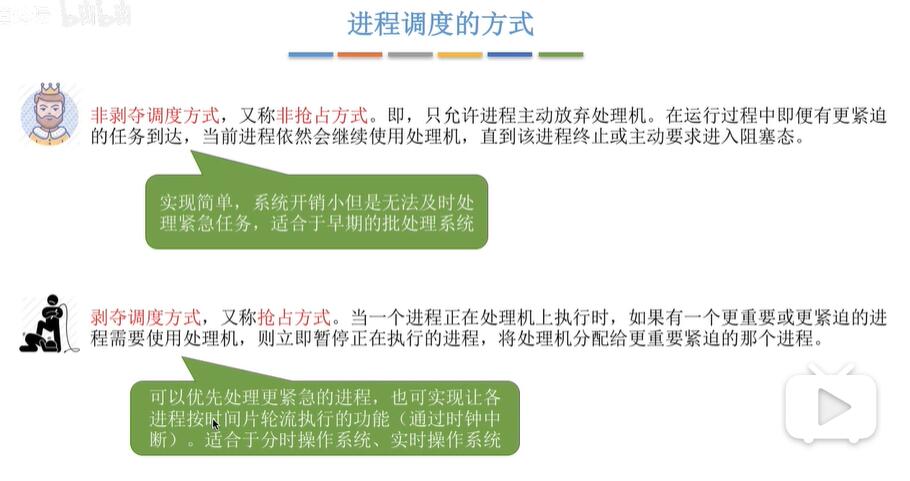 bilibili
进程调度的方式
非剥夺调度方式，又称非抢占方式。即，只允许进程主动放弃处理机。在运行过程中即便有更紧迫
的任务到达，当前进程依然会继续使用处理机，直到该进程终止或主动要求进入阻塞态。
实现简单，系统开销小但是无法及时处
理紧急任务，适合于早期的批处理系统
剥夺调度方式，又称抢占方式。当一个进程正在处理机上执行时，如果有一个更重要或更紧迫的进
程需要使用处理机，则立即暂停正在执行的进程，将处理机分配给更重要紧迫的那个进程。
可以优先处理更紧急的进程，也可实现让各
进程按时间片轮流执行的功能（通过时钟中
断）。适合于分时操作系统、实时操作系统